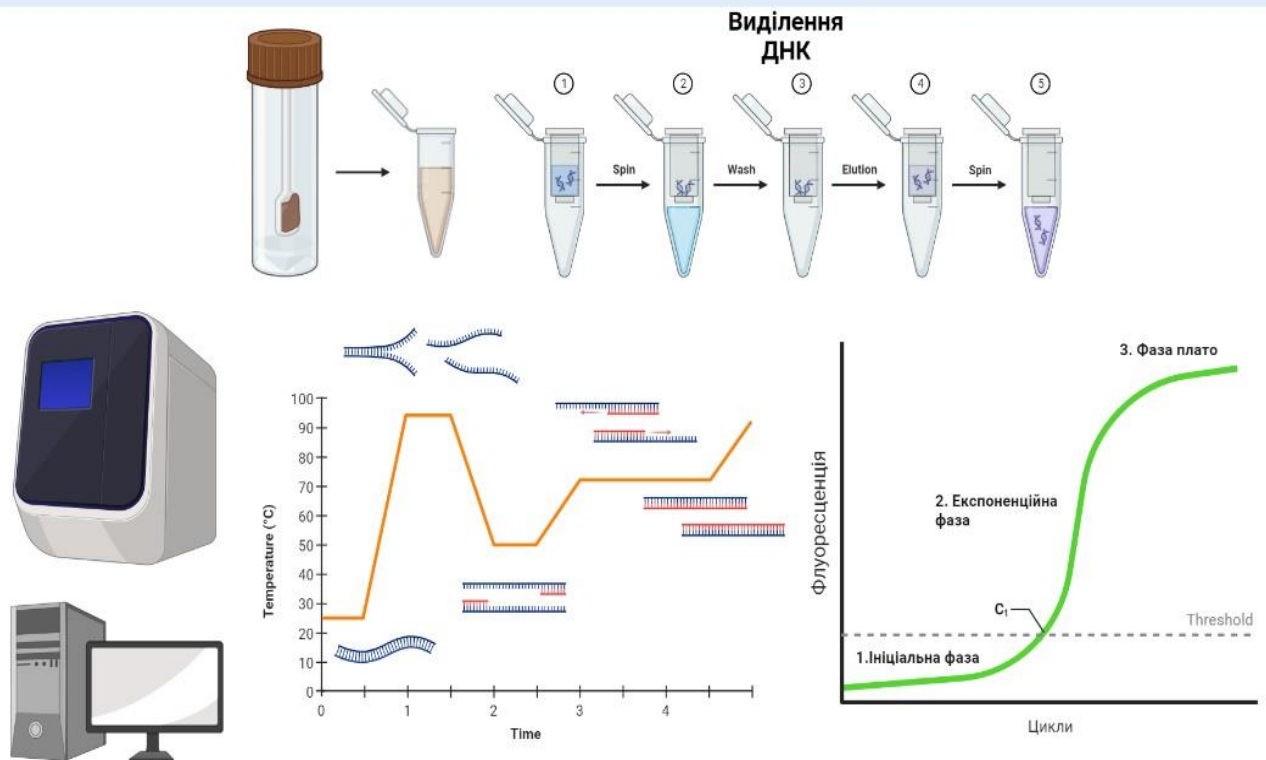 Виділення
ДНК
1 2 3 4 5
Spin Wash Elution Spin
100
90
80
70
60
50
40
30
20
10
0
Temperature (°C)
0 1 2 3 4
Time
3. Фаза плато
2. Експоненційна
фаза
Флуоресценція
Ct
Threshold
1.Ініціальна фаза
Цикли